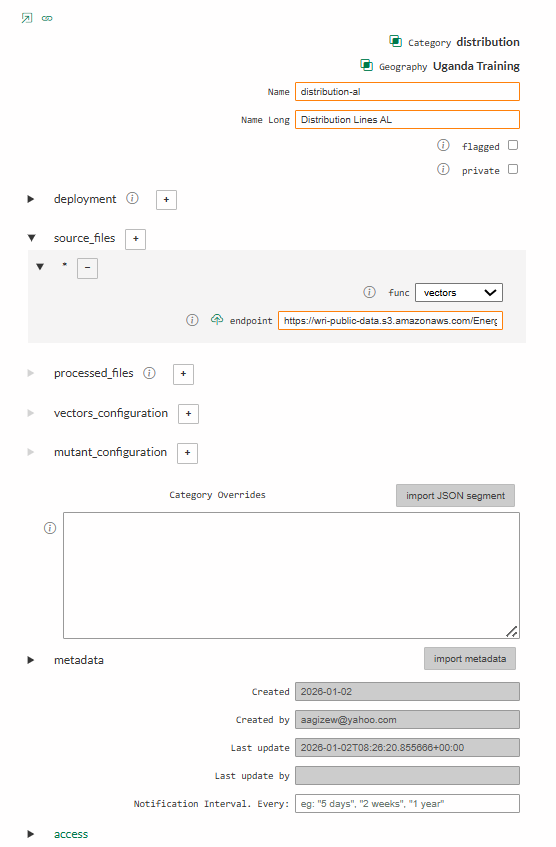 Category distribution
Geography Uganda Training
Name distribution-al
Name Long Distribution Lines AL
flagged
private
deployment +
source_files +
* −
func vectors
endpoint https://wri-public-data.s3.amazonaws.com/Energ
processed_files +
vectors_configuration +
mutant_configuration +
Category Overrides import JSON segment
metadata import metadata
Created 2026-01-02
Created by aagizew@yahoo.com
Last update 2026-01-02T08:26:20.855666+00:00
Last update by
Notification Interval. Every: eg: "5 days", "2 weeks", "1 year"
access